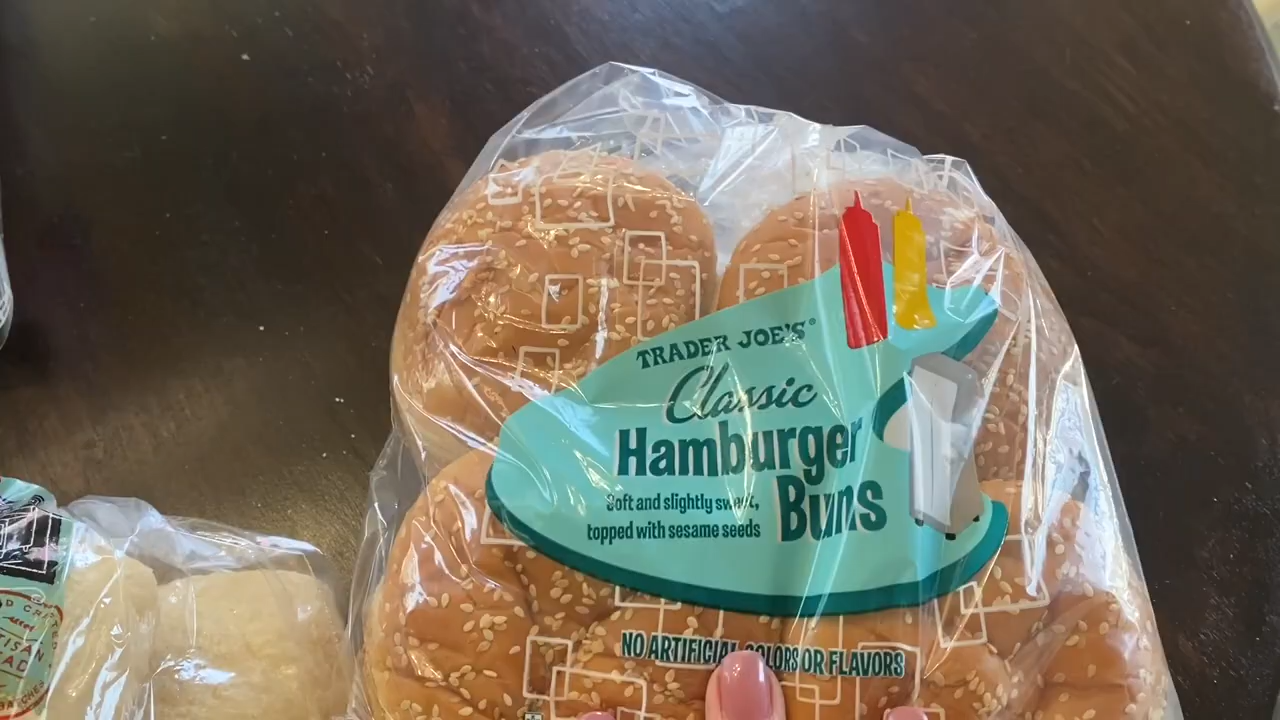 TRADER JOE'S®
Classic
Hamburger
Buns
Soft and slightly sweet,
topped with sesame seeds
NO ARTIFICIAL COLORS OR FLAVORS